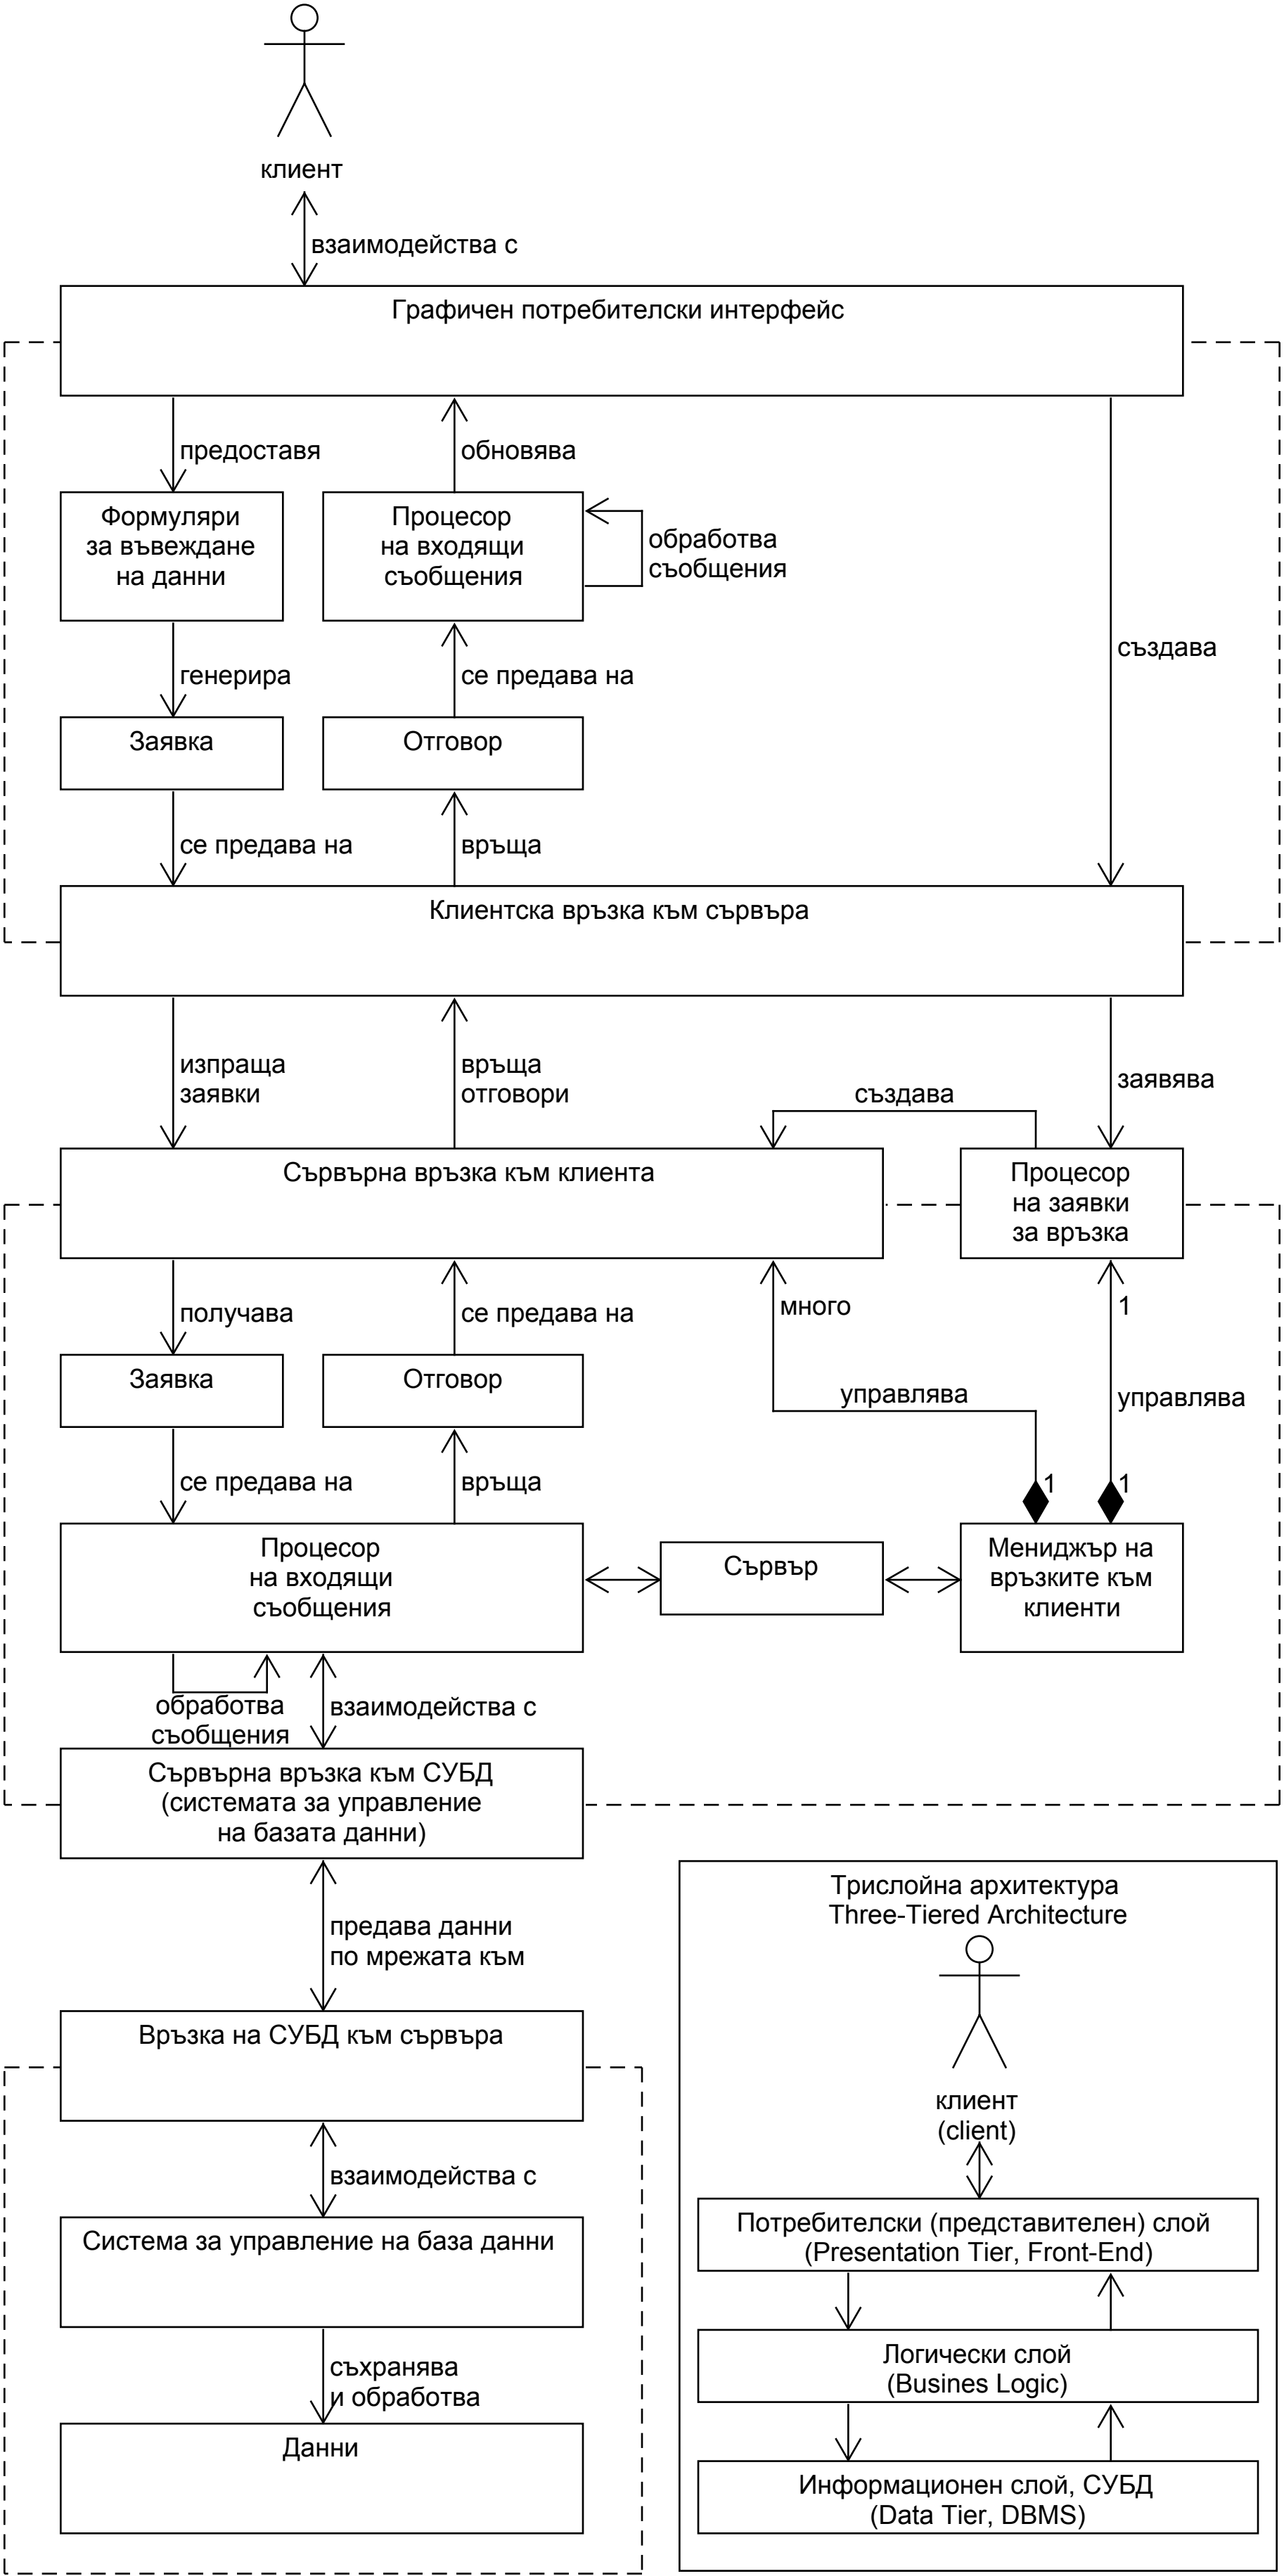 клиент
взаимодейства с
Графичен потребителски интерфейс
предоставя
обновява
Формуляри
за въвеждане
на данни
Процесор
на входящи
съобщения
обработва
съобщения
създава
генерира
се предава на
Заявка
Отговор
се предава на
връща
Клиентска връзка към сървъра
изпраща
заявки
връща
отговори
заявява
създава
Сървърна връзка към клиента
Процесор
на заявки
за връзка
получава
се предава на
много
1
Заявка
Отговор
управлява
управлява
се предава на
връща
1
1
Процесор
на входящи
съобщения
Сървър
Мениджър на
връзките към
клиенти
обработва
съобщения
взаимодейства с
Сървърна връзка към СУБД
(системата за управление
на базата данни)
предава данни
по мрежата към
Връзка на СУБД към сървъра
взаимодейства с
Система за управление на база данни
съхранява
и обработва
Данни
Трислойна архитектура
Three-Tiered Architecture
клиент
(client)
Потребителски (представителен) слой
(Presentation Tier, Front-End)
Логически слой
(Busines Logic)
Информационен слой, СУБД
(Data Tier, DBMS)